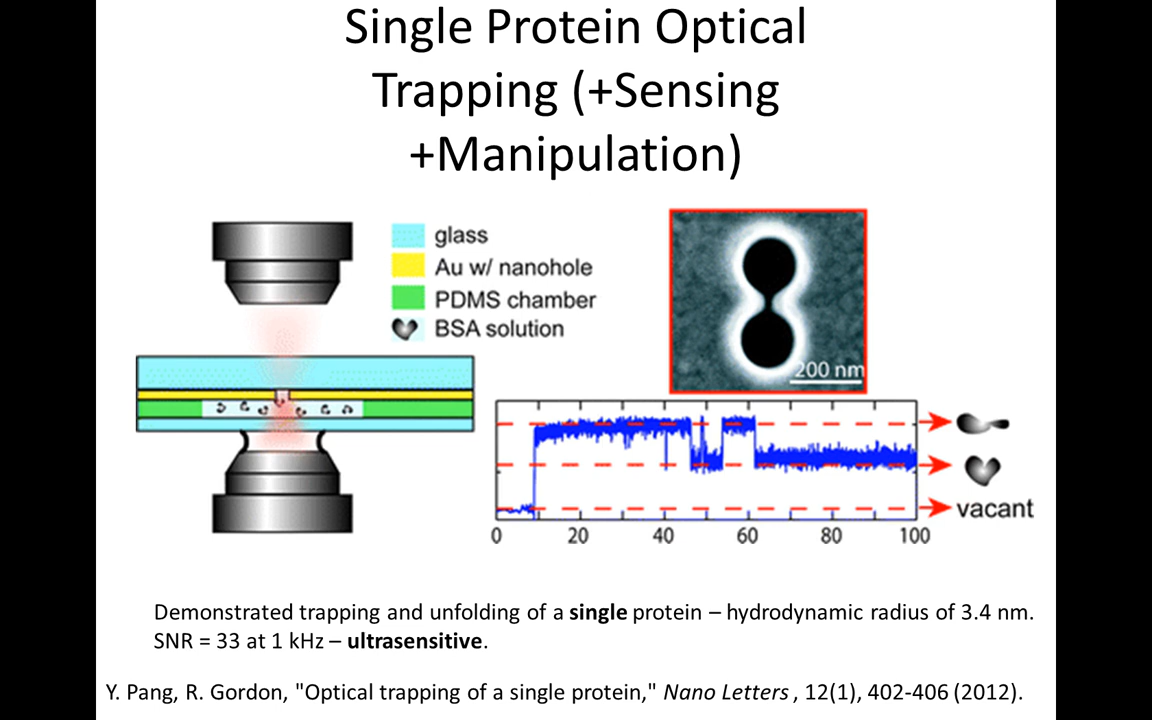 Single Protein Optical
Trapping (+Sensing
+Manipulation)
glass
Au w/ nanohole
PDMS chamber
BSA solution
200 nm
vacant
0 20 40 60 80 100
Demonstrated trapping and unfolding of a single protein – hydrodynamic radius of 3.4 nm.
SNR = 33 at 1 kHz – ultrasensitive.
Y. Pang, R. Gordon, "Optical trapping of a single protein," Nano Letters , 12(1), 402-406 (2012).